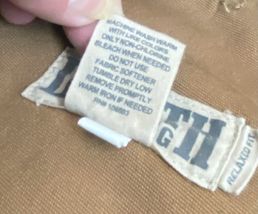 MACHINE WASH WARM
WITH LIKE COLORS
ONLY NON-CHLORINE
BLEACH WHEN NEEDED
DO NOT USE
FABRIC SOFTENER
TUMBLE DRY LOW
REMOVE PROMPTLY
WARM IRON IF NEEDED
TH
G
RELAXED FIT